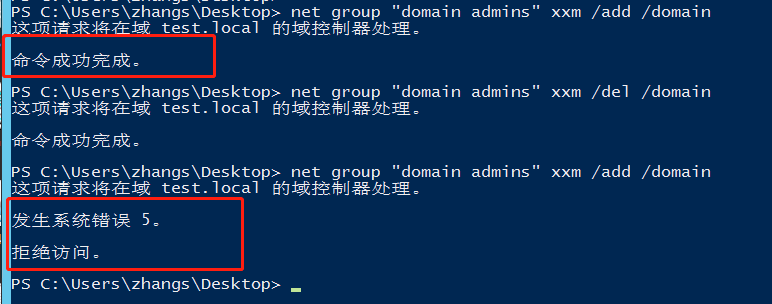 PS C:\Users\zhangs\Desktop> net group "domain admins" xxm /add /domain
这项请求将在域 test.local 的域控制器处理。
命令成功完成。
PS C:\Users\zhangs\Desktop> net group "domain admins" xxm /del /domain
这项请求将在域 test.local 的域控制器处理。
命令成功完成。
PS C:\Users\zhangs\Desktop> net group "domain admins" xxm /add /domain
这项请求将在域 test.local 的域控制器处理。
发生系统错误 5。
拒绝访问。
PS C:\Users\zhangs\Desktop>